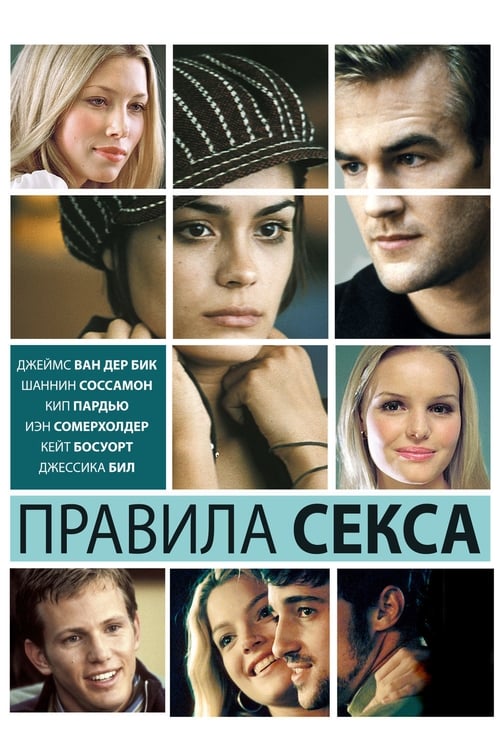 ДЖЕЙМС ВАН ДЕР БИК
ШАННИН СОССАМОН
КИП ПАРДЬЮ
ИЭН СОМЕРХОЛДЕР
КЕЙТ БОСУОРТ
ДЖЕССИКА БИЛ
ПРАВИЛА СЕКСА